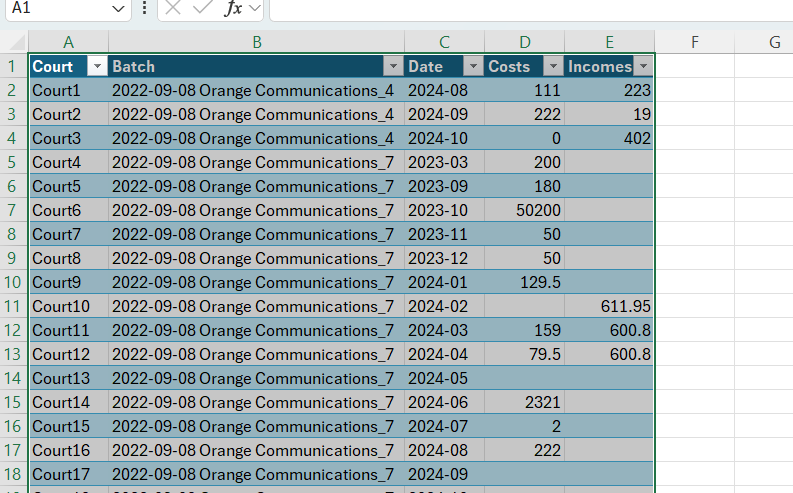 A1 fx
A B C D E F G
1 Court Batch Date Costs Incomes
2 Court1 2022-09-08 Orange Communications_4 2024-08 111 223
3 Court2 2022-09-08 Orange Communications_4 2024-09 222 19
4 Court3 2022-09-08 Orange Communications_4 2024-10 0 402
5 Court4 2022-09-08 Orange Communications_7 2023-03 200
6 Court5 2022-09-08 Orange Communications_7 2023-09 180
7 Court6 2022-09-08 Orange Communications_7 2023-10 50200
8 Court7 2022-09-08 Orange Communications_7 2023-11 50
9 Court8 2022-09-08 Orange Communications_7 2023-12 50
10 Court9 2022-09-08 Orange Communications_7 2024-01 129.5
11 Court10 2022-09-08 Orange Communications_7 2024-02 611.95
12 Court11 2022-09-08 Orange Communications_7 2024-03 159 600.8
13 Court12 2022-09-08 Orange Communications_7 2024-04 79.5 600.8
14 Court13 2022-09-08 Orange Communications_7 2024-05
15 Court14 2022-09-08 Orange Communications_7 2024-06 2321
16 Court15 2022-09-08 Orange Communications_7 2024-07 2
17 Court16 2022-09-08 Orange Communications_7 2024-08 222
18 Court17 2022-09-08 Orange Communications_7 2024-09